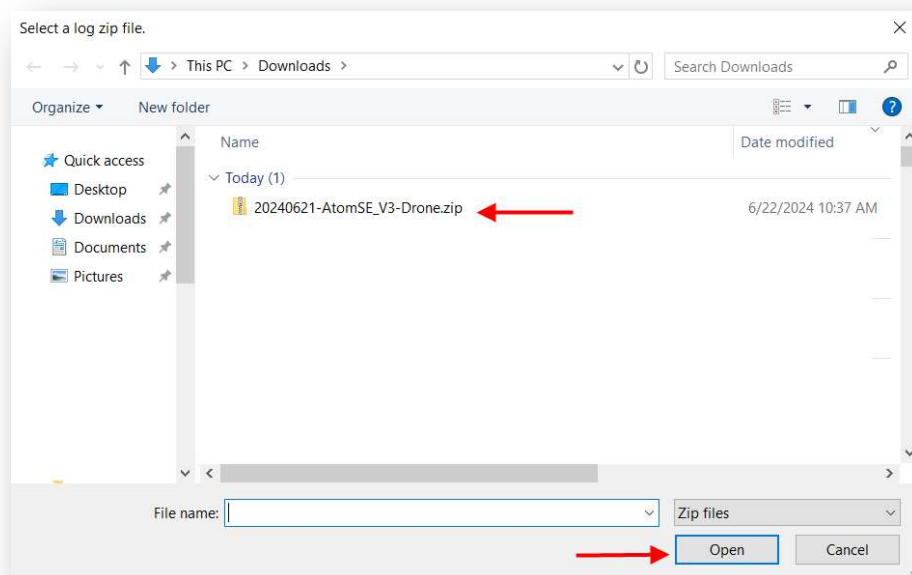 Select a log zip file.
This PC > Downloads >
Search Downloads
Organize
New folder
?
Name
Date modified
Quick access
Desktop
Downloads
Documents
Pictures
Today (1)
20240621-AtomSE_V3-Drone.zip
6/22/2024 10:37 AM
File name:
Zip files
Open
Cancel